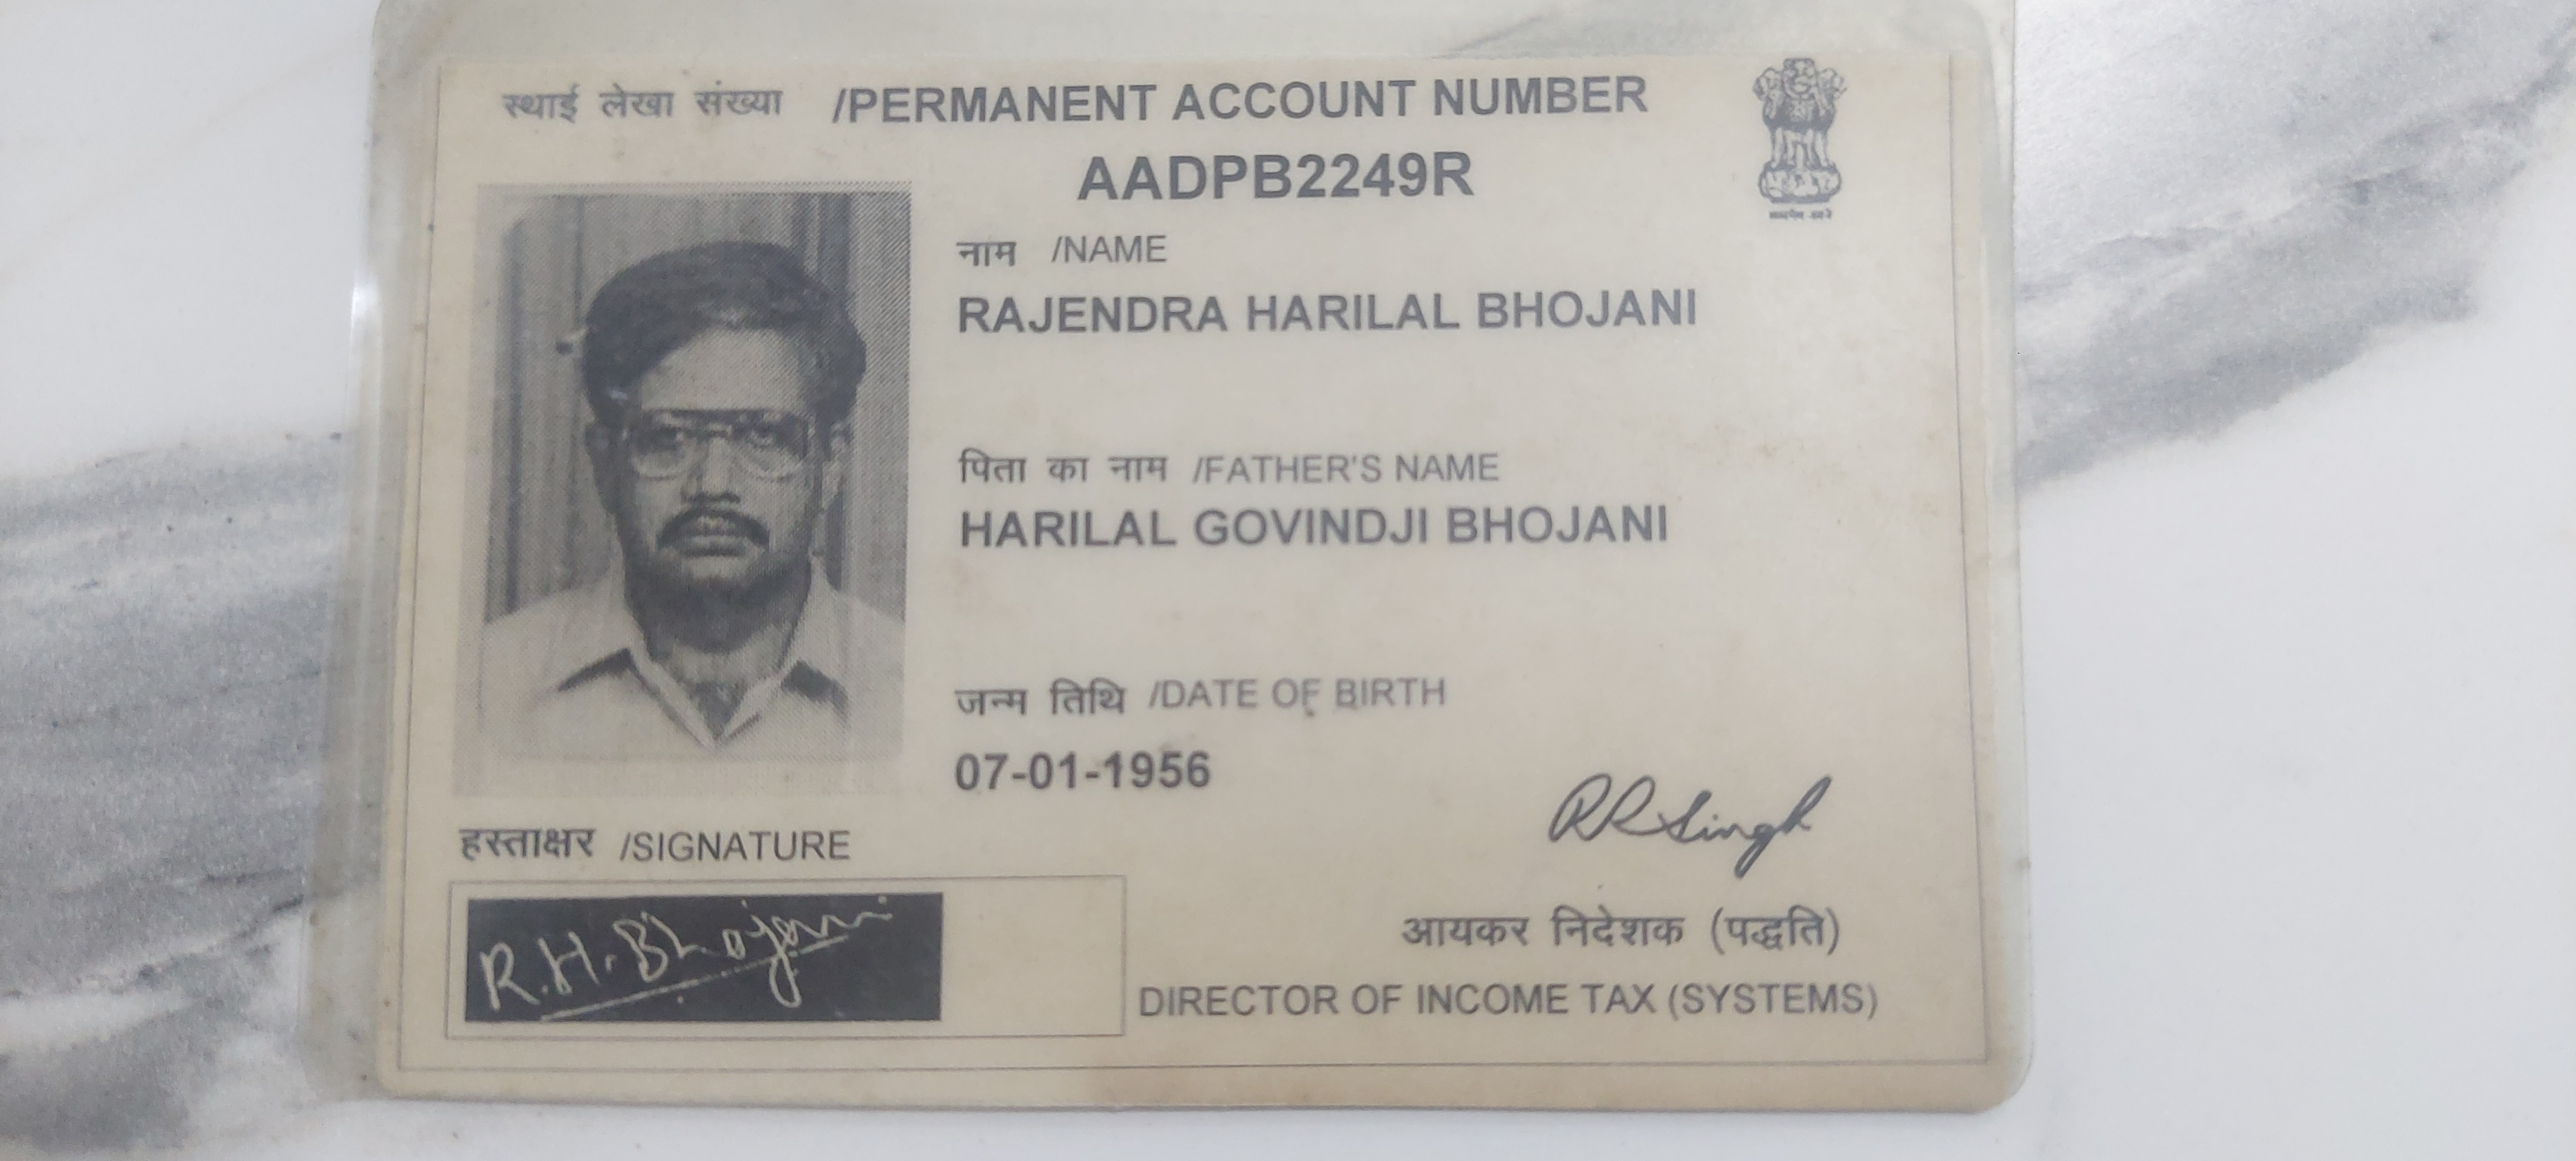 स्थाई लेखा संख्या /PERMANENT ACCOUNT NUMBER
AADPB2249R
नाम /NAME
RAJENDRA HARILAL BHOJANI
पिता का नाम /FATHER'S NAME
HARILAL GOVINDJI BHOJANI
जन्म तिथि /DATE OF BIRTH
07-01-1956
हस्ताक्षर /SIGNATURE
R.H.Bhojani
RRSingh
आयकर निदेशक (पद्धति)
DIRECTOR OF INCOME TAX (SYSTEMS)